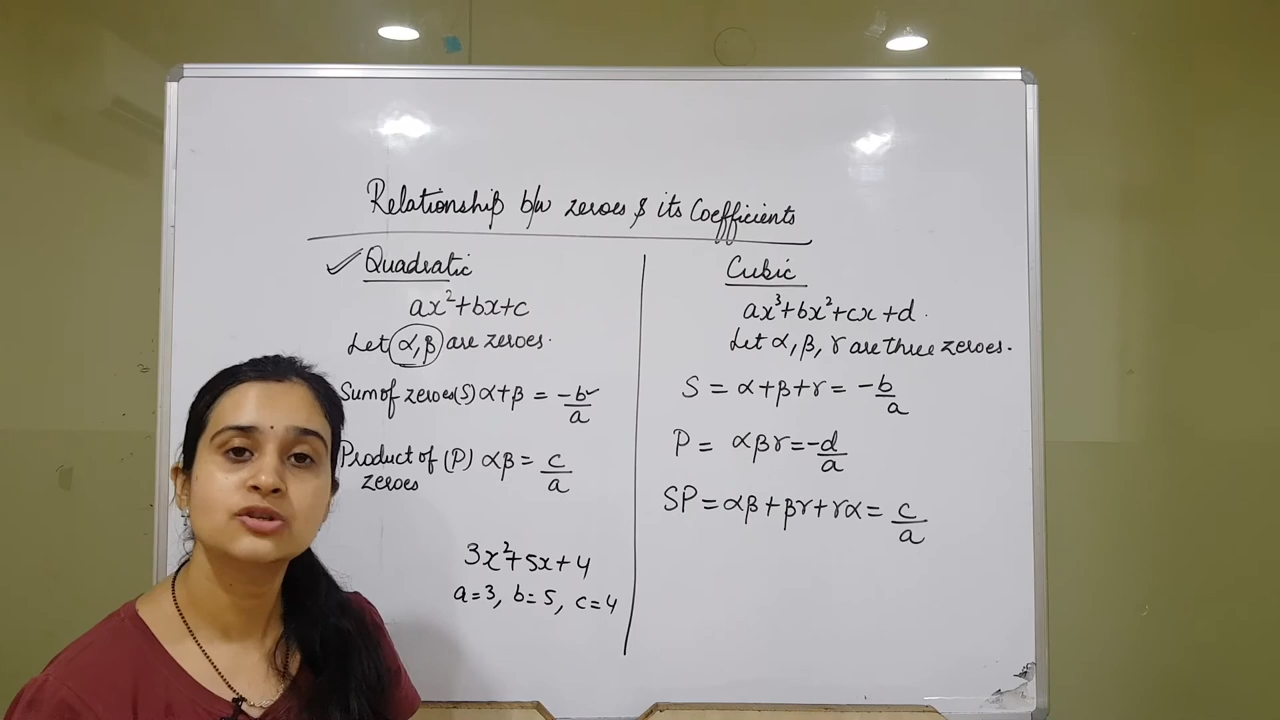 Relationship b/w zeroes & its Coefficients
Quadratic
ax²+bx+c
Let α, β are zeroes.
Sum of zeroes(S) α+β = -b/a
Product of (P) αβ = c/a
zeroes
3x²+5x+4
a=3, b=5, c=4
Cubic
ax³+bx²+cx+d.
Let α, β, γ are three zeroes.
S = α+β+γ = -b/a
P = αβγ = -d/a
SP = αβ+βγ+γα = c/a